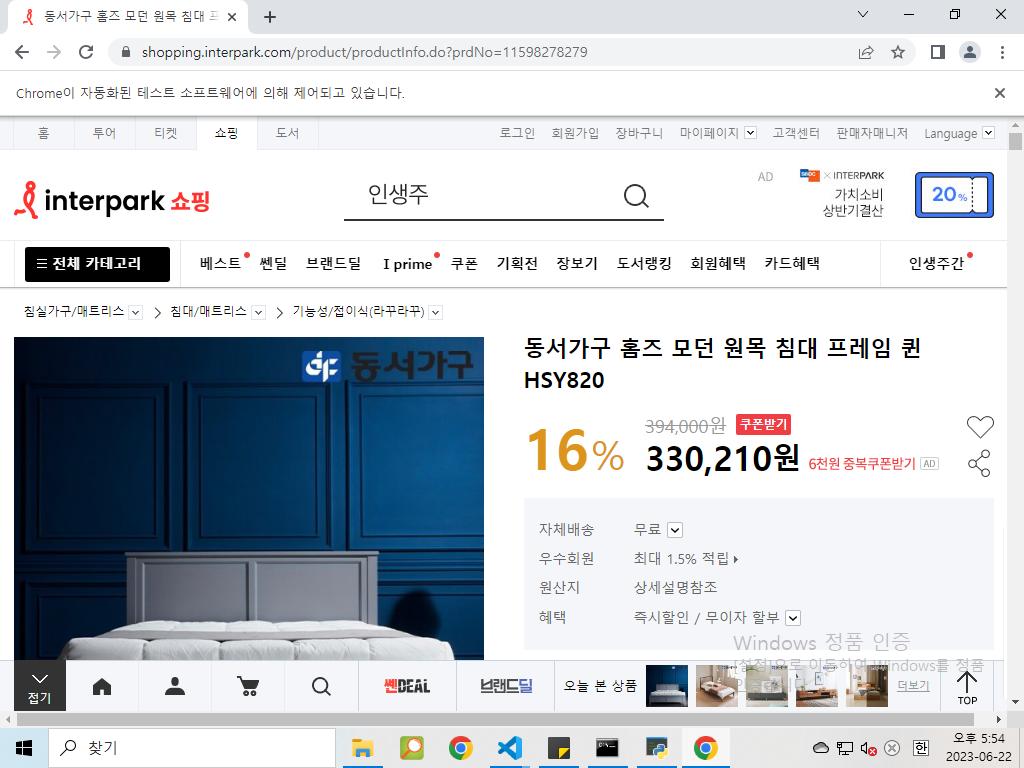 동서가구 홈즈 모던 원목 침대 프
shopping.interpark.com/product/productInfo.do?prdNo=11598278279
Chrome이 자동화된 테스트 소프트웨어에 의해 제어되고 있습니다.
홈 투어 티켓 쇼핑 도서 로그인 회원가입 장바구니 마이페이지 고객센터 판매자매니저 Language
interpark 쇼핑 인생주 AD × INTERPARK
가치소비
상반기결산
20%
전체 카테고리 베스트 쎈딜 브랜드딜 I prime 쿠폰 기획전 장보기 도서랭킹 회원혜택 카드혜택 인생주간
침실가구/매트리스 침대/매트리스 기능성/접이식(라꾸라꾸)
동서가구
동서가구 홈즈 모던 원목 침대 프레임 퀸
HSY820
16% 394,000원 쿠폰받기
330,210원 6천원 중복쿠폰받기 AD
자체배송 무료
우수회원 최대 1.5% 적립
원산지 상세설명참조
혜택 즉시할인 / 무이자 할부
Windows 정품 인증
[설정]으로 이동하여 Windows를 정품
접기 쎈DEAL 브랜드딜 오늘 본 상품 더보기 TOP
찾기 한 오후 5:54
2023-06-22